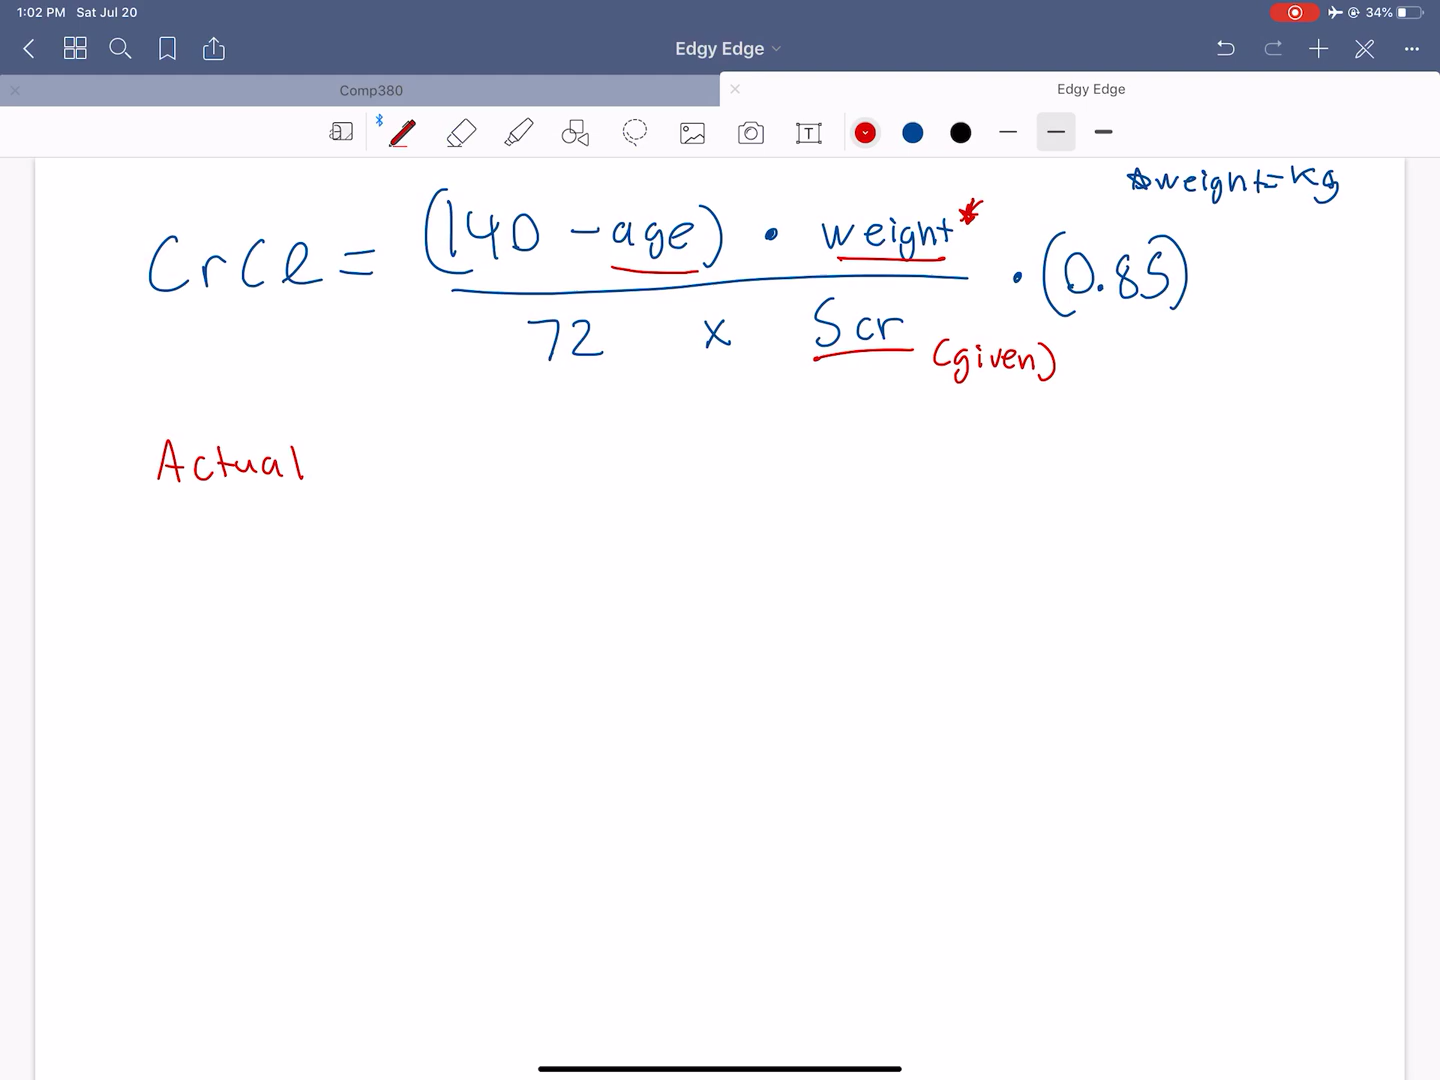 1:02 PM Sat Jul 20 34%
Edgy Edge
Comp380 Edgy Edge
T
☆weight=Kg
CrCl = (140 - age) • weight* • (0.85)
72 x Scr (given)
Actual